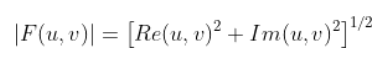 |F(u, v)| = [Re(u, v)² + Im(u, v)²]^{1/2}